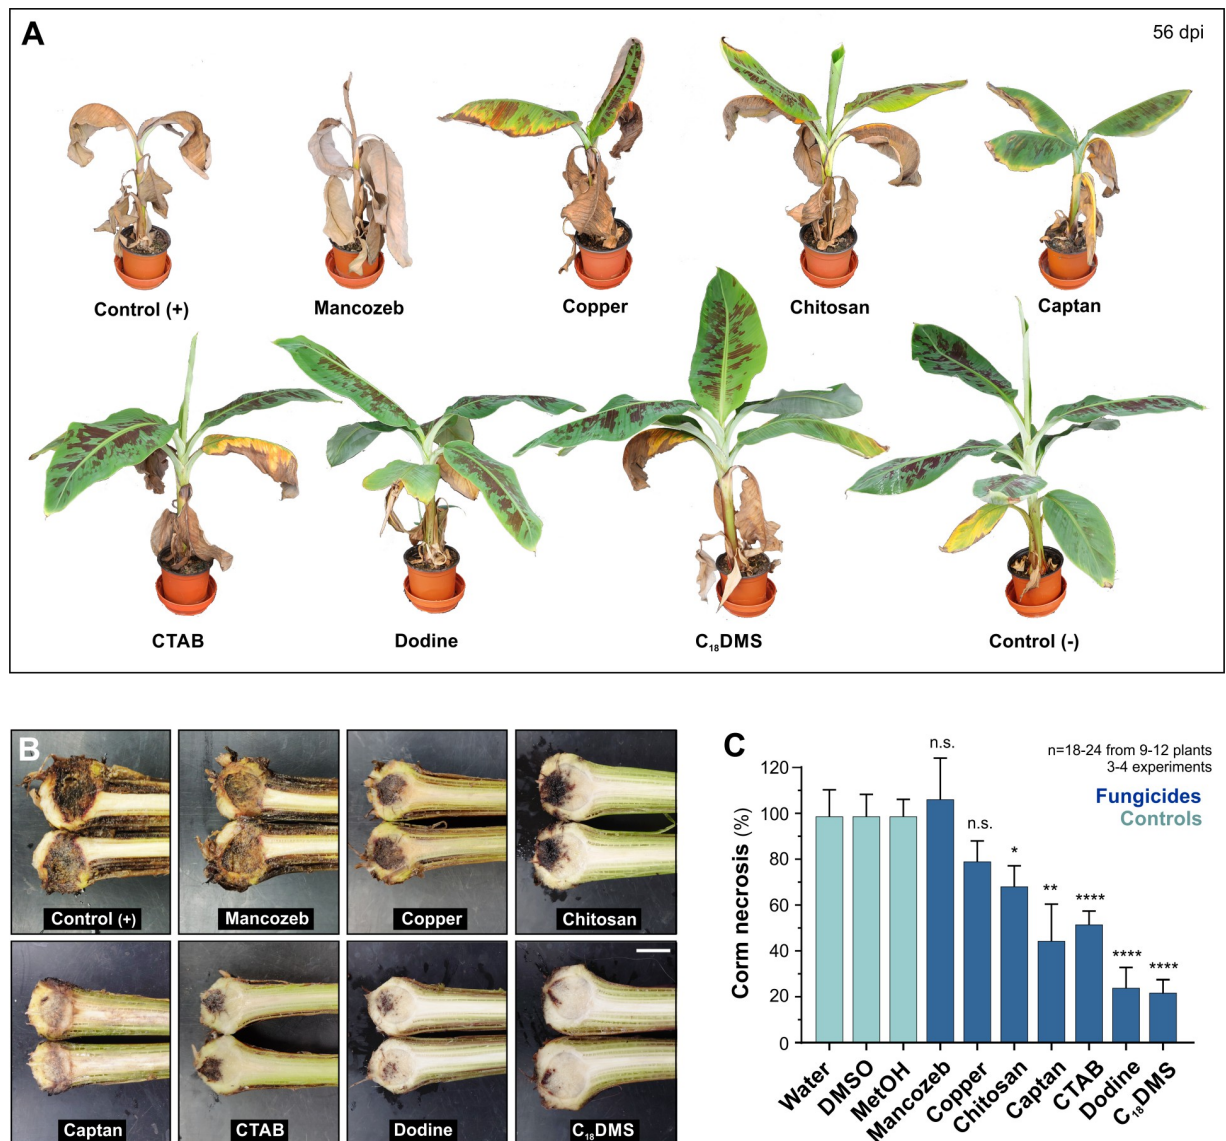 A
56 dpi
Control (+)
Mancozeb
Copper
Chitosan
Captan
CTAB
Dodine
C₁₈DMS
Control (-)
B
Control (+)
Mancozeb
Copper
Chitosan
Captan
CTAB
Dodine
C₁₈DMS
C
n=18-24 from 9-12 plants
3-4 experiments
Fungicides
Controls
Corm necrosis (%)
120
100
80
60
40
20
0
n.s.
n.s.
*
**
****
****
****
Water
DMSO
MetOH
Mancozeb
Copper
Chitosan
Captan
CTAB
Dodine
C₁₈DMS